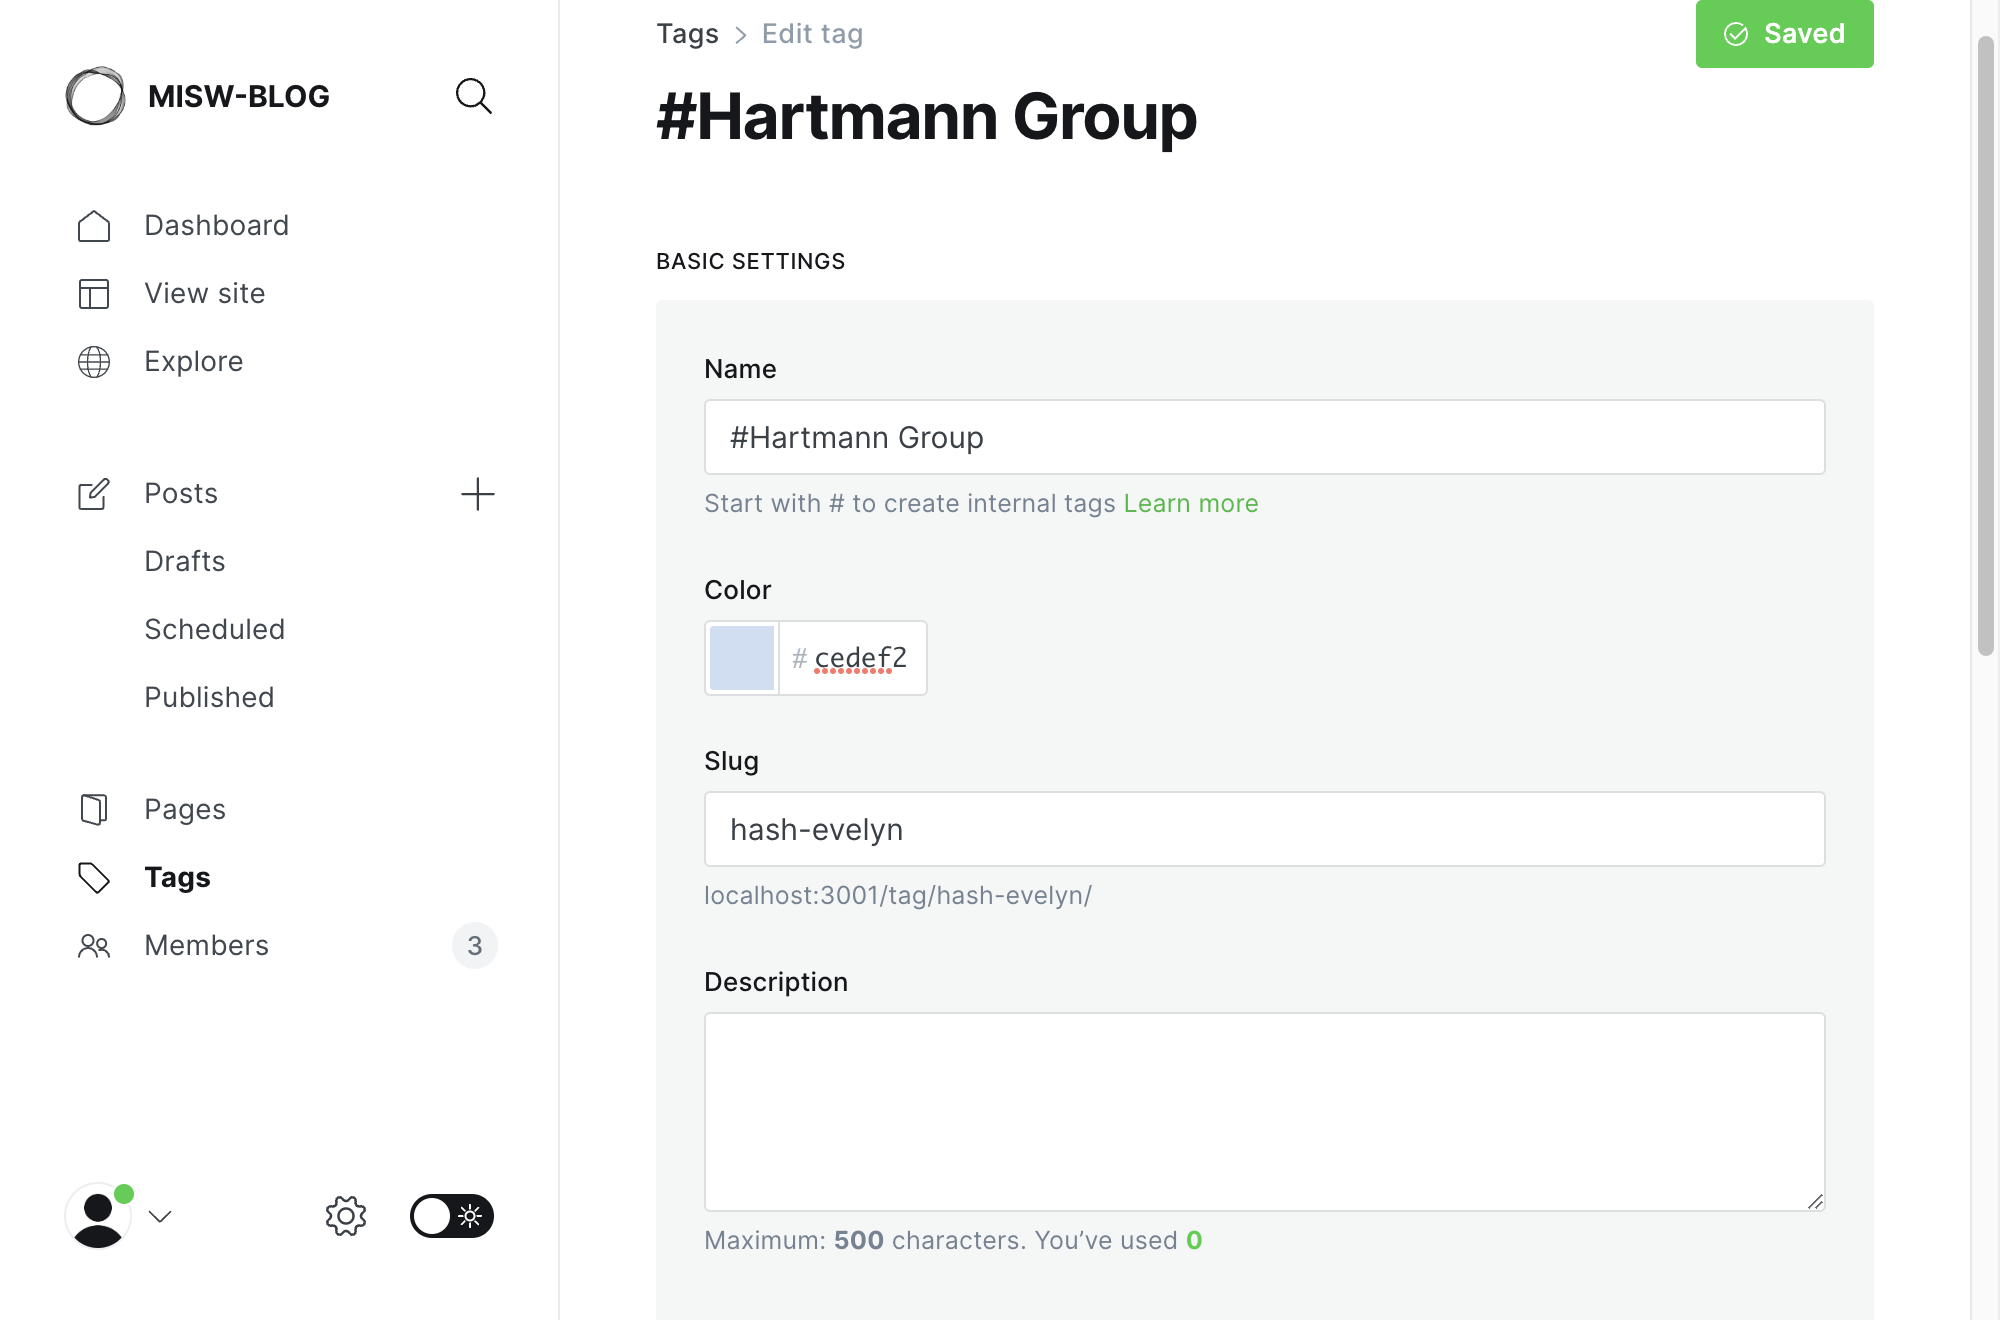 MISW-BLOG
Dashboard
View site
Explore
Posts
Drafts
Scheduled
Published
Pages
Tags
Members 3
Tags > Edit tag
Saved
#Hartmann Group
BASIC SETTINGS
Name
#Hartmann Group
Start with # to create internal tags Learn more
Color
# cedef2
Slug
hash-evelyn
localhost:3001/tag/hash-evelyn/
Description
Maximum: 500 characters. You’ve used 0